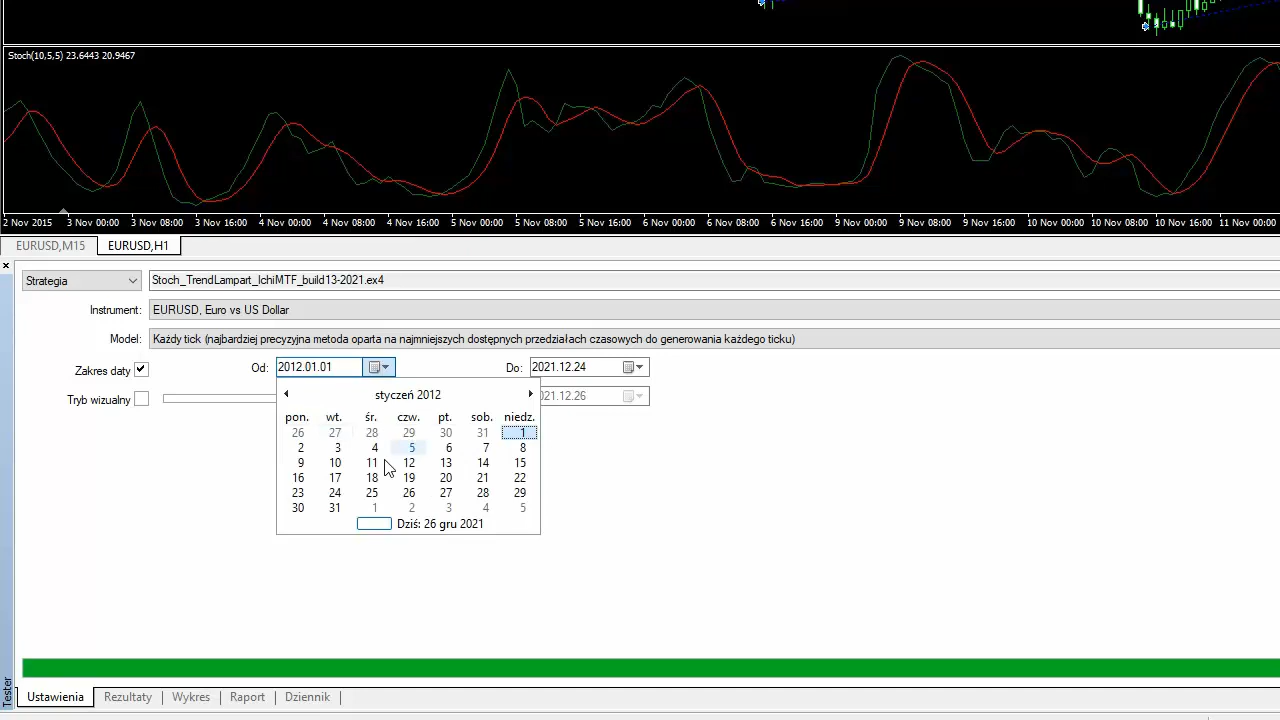 Stoch(10,5,5) 23.6443 20.9467
2 Nov 2015 3 Nov 00:00 3 Nov 08:00 3 Nov 16:00 4 Nov 00:00 4 Nov 08:00 4 Nov 16:00 5 Nov 00:00 5 Nov 08:00 5 Nov 16:00 6 Nov 00:00 6 Nov 08:00 6 Nov 16:00 9 Nov 00:00 9 Nov 08:00 9 Nov 16:00 10 Nov 00:00 10 Nov 08:00 10 Nov 16:00 11 Nov 00:00
EURUSD,M15 EURUSD,H1
Strategia Stoch_TrendLampart_IchiMTF_build13-2021.ex4
Instrument: EURUSD, Euro vs US Dollar
Model: Każdy tick (najbardziej precyzyjna metoda oparta na najmniejszych dostępnych przedziałach czasowych do generowania każdego ticku)
Zakres daty Od: 2012.01.01 Do: 2021.12.24
Tryb wizualny 2021.12.26
styczeń 2012
pon. wt. śr. czw. pt. sob. niedz.
26 27 28 29 30 31 1
2 3 4 5 6 7 8
9 10 11 12 13 14 15
16 17 18 19 20 21 22
23 24 25 26 27 28 29
30 31 1 2 3 4 5
Dziś: 26 gru 2021
Tester
Ustawienia Rezultaty Wykres Raport Dziennik